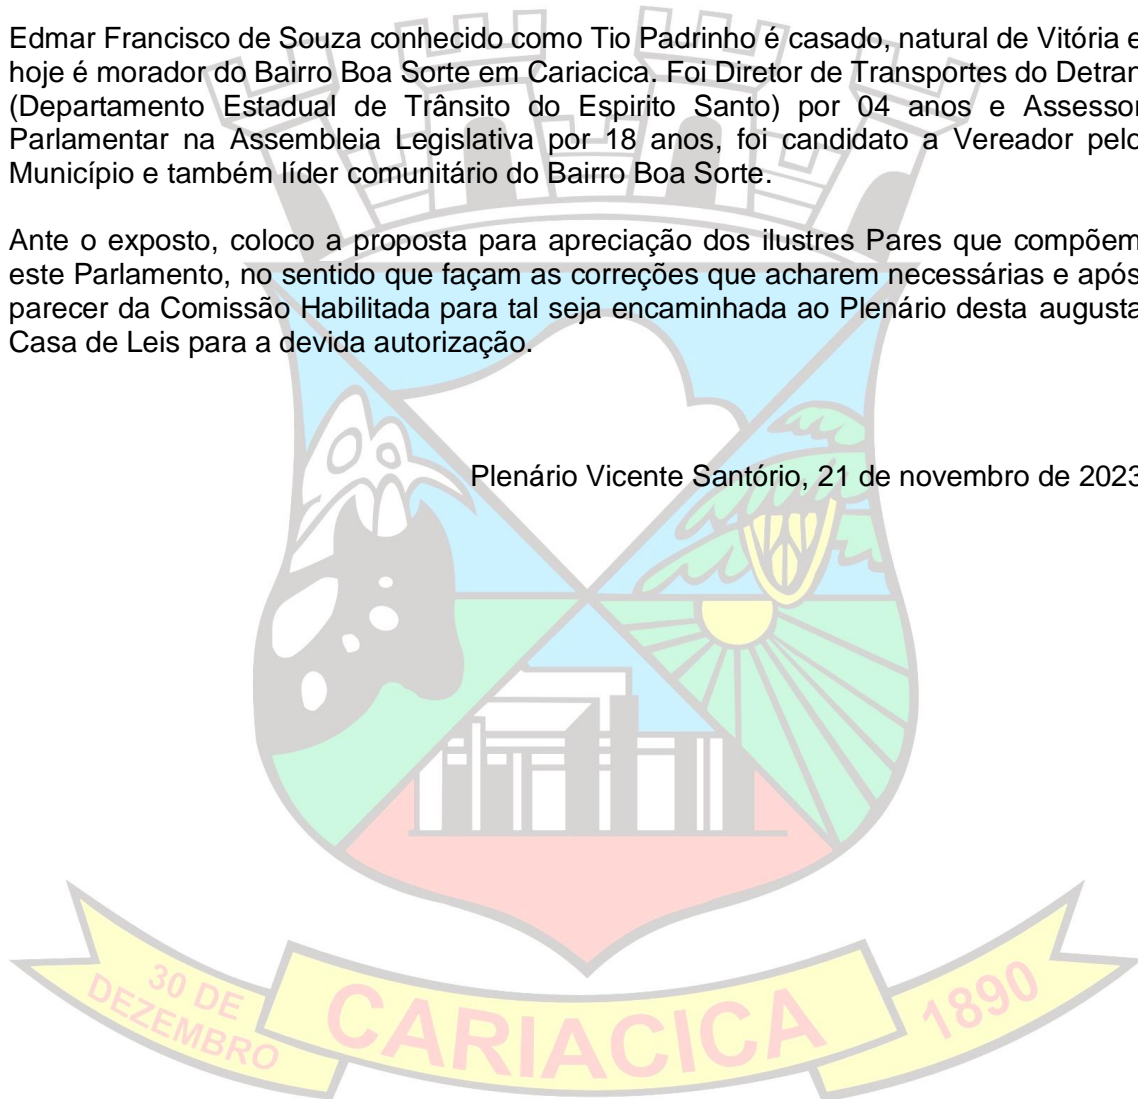 Edmar Francisco de Souza conhecido como Tio Padrinho é casado, natural de Vitória e
hoje é morador do Bairro Boa Sorte em Cariacica. Foi Diretor de Transportes do Detran
(Departamento Estadual de Trânsito do Espirito Santo) por 04 anos e Assessor
Parlamentar na Assembleia Legislativa por 18 anos, foi candidato a Vereador pelo
Município e também líder comunitário do Bairro Boa Sorte.
Ante o exposto, coloco a proposta para apreciação dos ilustres Pares que compõem
este Parlamento, no sentido que façam as correções que acharem necessárias e após
parecer da Comissão Habilitada para tal seja encaminhada ao Plenário desta augusta
Casa de Leis para a devida autorização.
Plenário Vicente Santório, 21 de novembro de 2023
30 DE
DEZEMBRO
CARIACICA
1890